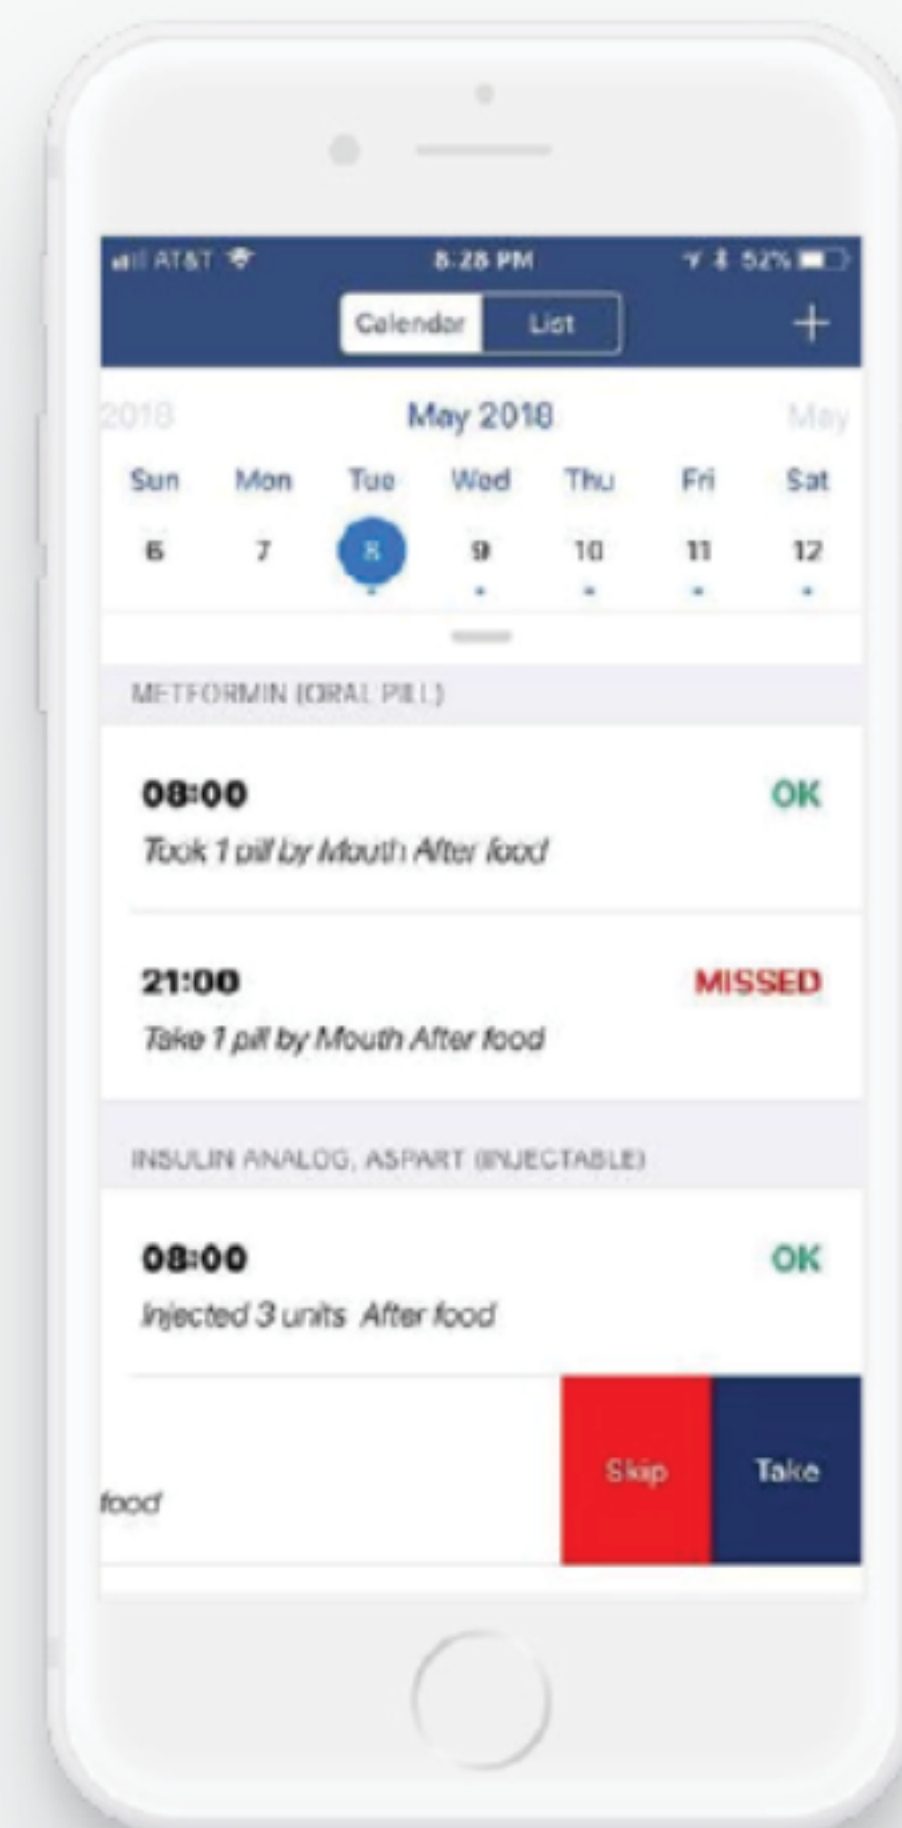 AT&T 8:28 PM 52%
Calendar List +
2018 May 2018 May
Sun Mon Tue Wed Thu Fri Sat
6 7 8 9 10 11 12
METFORMIN (ORAL PILL)
08:00 OK
Took 1 pill by Mouth After food
21:00 MISSED
Take 1 pill by Mouth After food
INSULIN ANALOG, ASPART (INJECTABLE)
08:00 OK
Injected 3 units After food
Skip Take
food